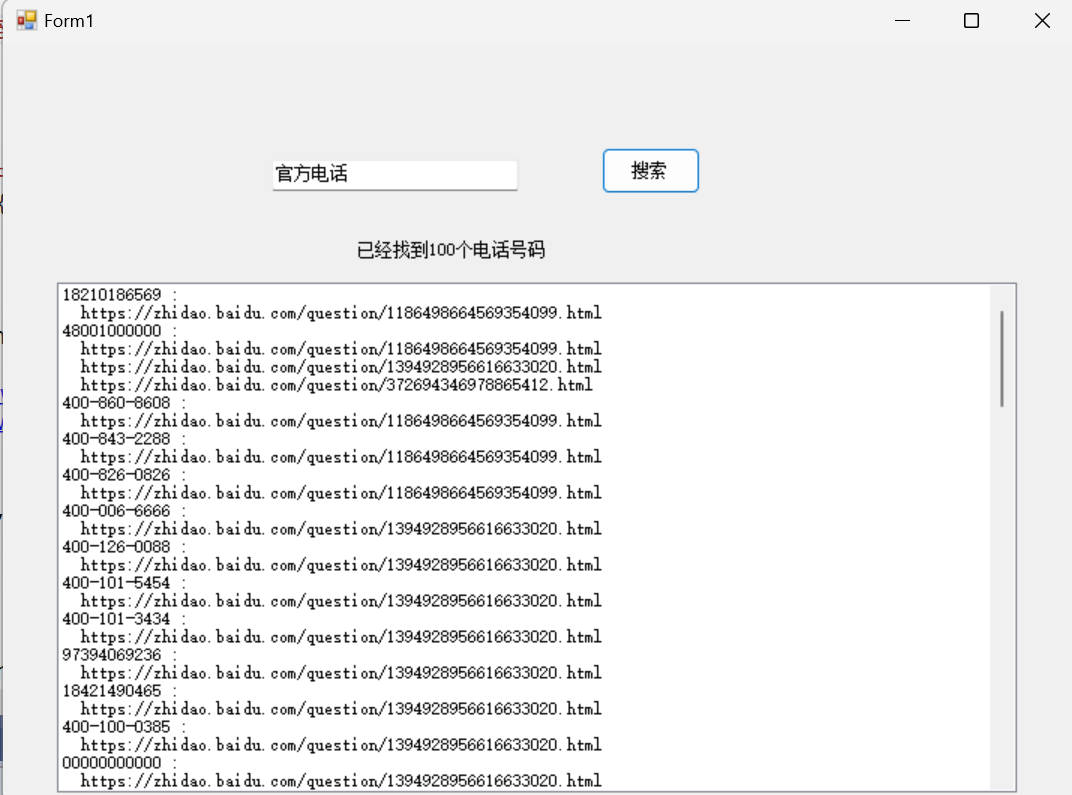 Form1
官方电话
搜索
已经找到100个电话号码
18210186569 :
https://zhidao.baidu.com/question/1186498664569354099.html
48001000000 :
https://zhidao.baidu.com/question/1186498664569354099.html
https://zhidao.baidu.com/question/1394928956616633020.html
https://zhidao.baidu.com/question/372694346978865412.html
400-860-8608 :
https://zhidao.baidu.com/question/1186498664569354099.html
400-843-2288 :
https://zhidao.baidu.com/question/1186498664569354099.html
400-826-0826 :
https://zhidao.baidu.com/question/1186498664569354099.html
400-006-6666 :
https://zhidao.baidu.com/question/1394928956616633020.html
400-126-0088 :
https://zhidao.baidu.com/question/1394928956616633020.html
400-101-5454 :
https://zhidao.baidu.com/question/1394928956616633020.html
400-101-3434 :
https://zhidao.baidu.com/question/1394928956616633020.html
97394069236 :
https://zhidao.baidu.com/question/1394928956616633020.html
18421490465 :
https://zhidao.baidu.com/question/1394928956616633020.html
400-100-0385 :
https://zhidao.baidu.com/question/1394928956616633020.html
00000000000 :
https://zhidao.baidu.com/question/1394928956616633020.html